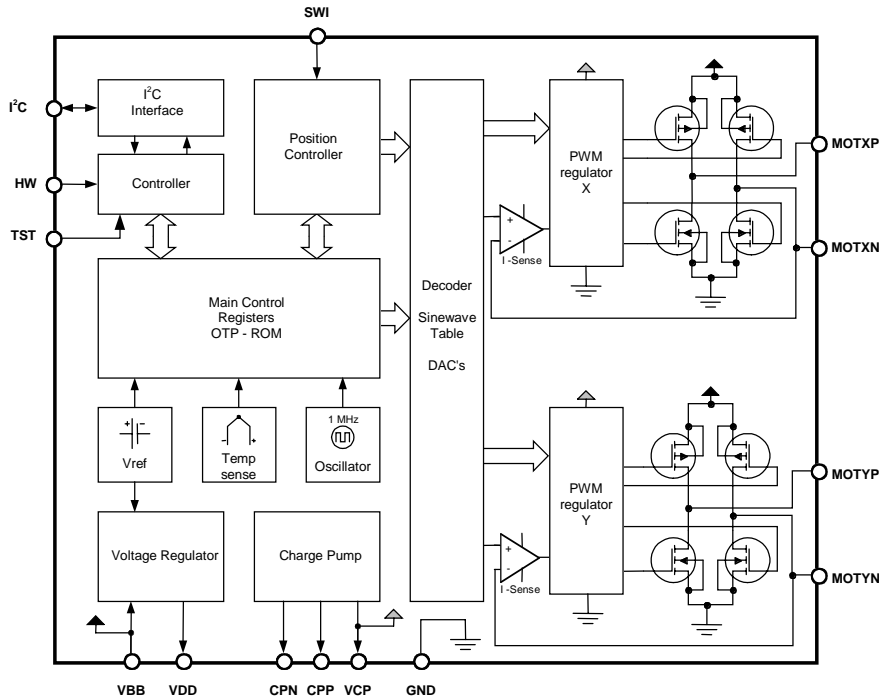 SWI
I²C
I²C
Interface
Position
Controller
PWM
regulator
X
MOTXP
HW
Controller
TST
+
-
I -Sense
MOTXN
Main Control
Registers
OTP - ROM
Decoder
Sinewave
Table
DAC's
+ -
Vref
- +
Temp
sense
1 MHz
Oscillator
PWM
regulator
Y
MOTYP
Voltage Regulator
Charge Pump
+
-
I -Sense
MOTYN
VBB
VDD
CPN
CPP
VCP
GND